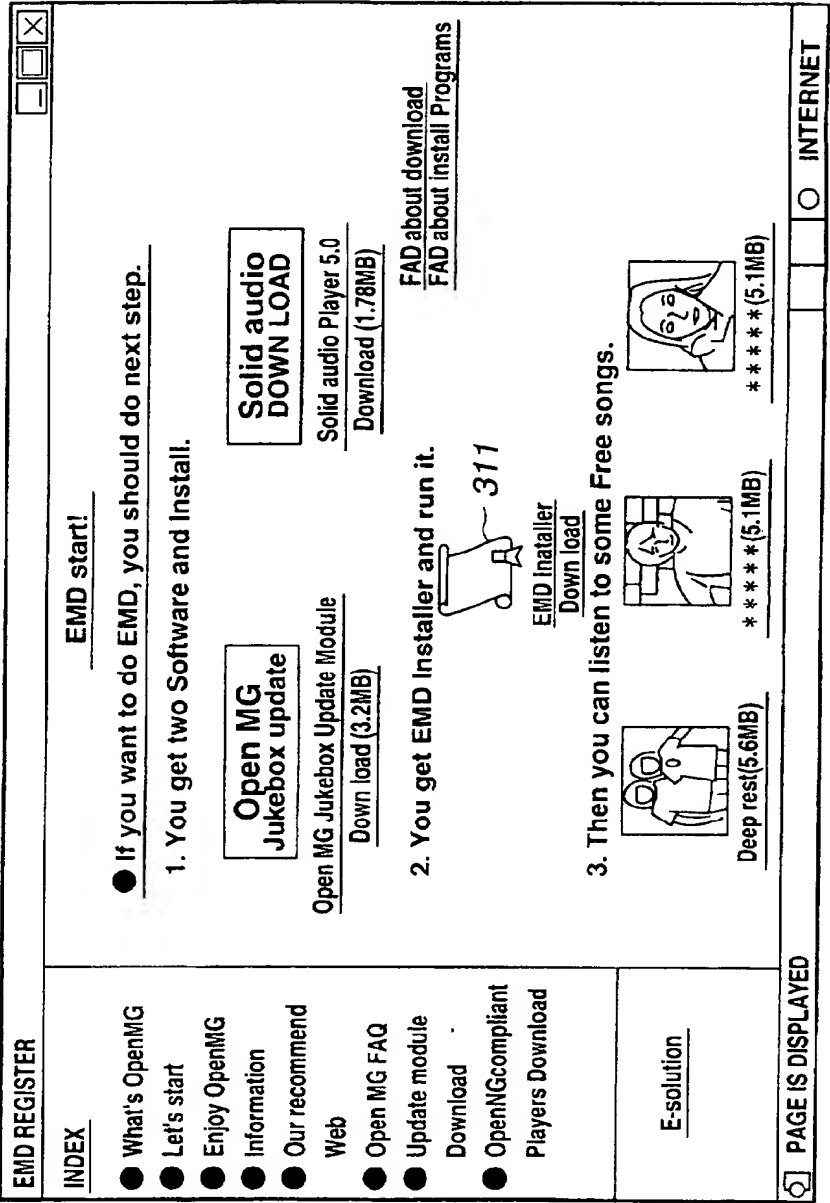 EMD REGISTER
INDEX
What's OpenMG
Let's start
Enjoy OpenMG
Information
Our recommend
Web
Open MG FAQ
Update module
Download
OpenNGcompliant
Players Download
E-solution
EMD start!
If you want to do EMD, you should do next step.
1. You get two Software and Install.
Open MG
Jukebox update
Open MG Jukebox Update Module
Down load (3.2MB)
Solid audio
DOWN LOAD
Solid audio Player 5.0
Download (1.78MB)
2. You get EMD Installer and run it.
311
EMD Inataller
Down load
FAD about download
FAD about install Programs
3. Then you can listen to some Free songs.
Deep rest(5.6MB)
*****(5.1MB)
*****(5.1MB)
PAGE IS DISPLAYED
INTERNET